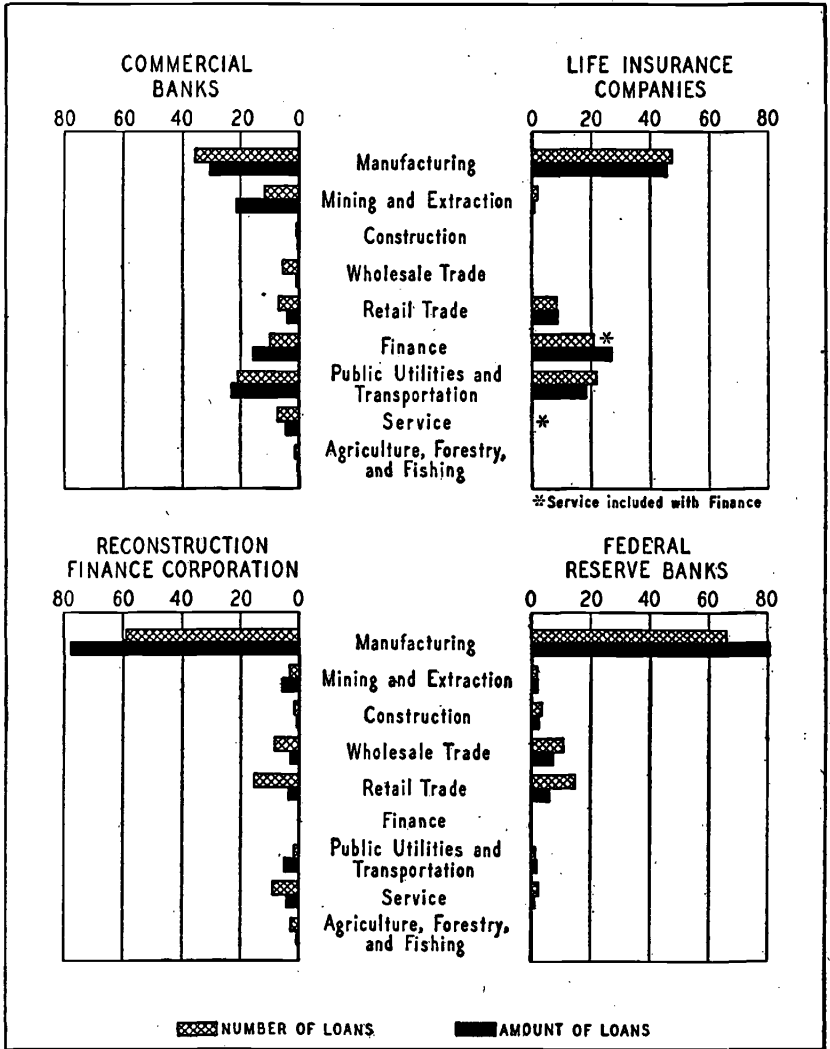 COMMERCIAL
BANKS
80 60 40 20 0
LIFE INSURANCE
COMPANIES
0 20 40 60 80
Manufacturing
Mining and Extraction
Construction
Wholesale Trade
Retail Trade
Finance
*
Public Utilities and
Transportation
Service
*
Agriculture, Forestry,
and Fishing
*Service included with Finance
RECONSTRUCTION
FINANCE CORPORATION
80 60 40 20 0
FEDERAL
RESERVE BANKS
0 20 40 60 80
Manufacturing
Mining and Extraction
Construction
Wholesale Trade
Retail Trade
Finance
Public Utilities and
Transportation
Service
Agriculture, Forestry,
and Fishing
NUMBER OF LOANS
AMOUNT OF LOANS